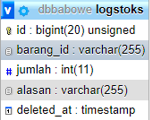 dbbabowe logstoks
id : bigint(20) unsigned
barang_id : varchar(255)
# jumlah : int(11)
alasan : varchar(255)
deleted_at : timestamp